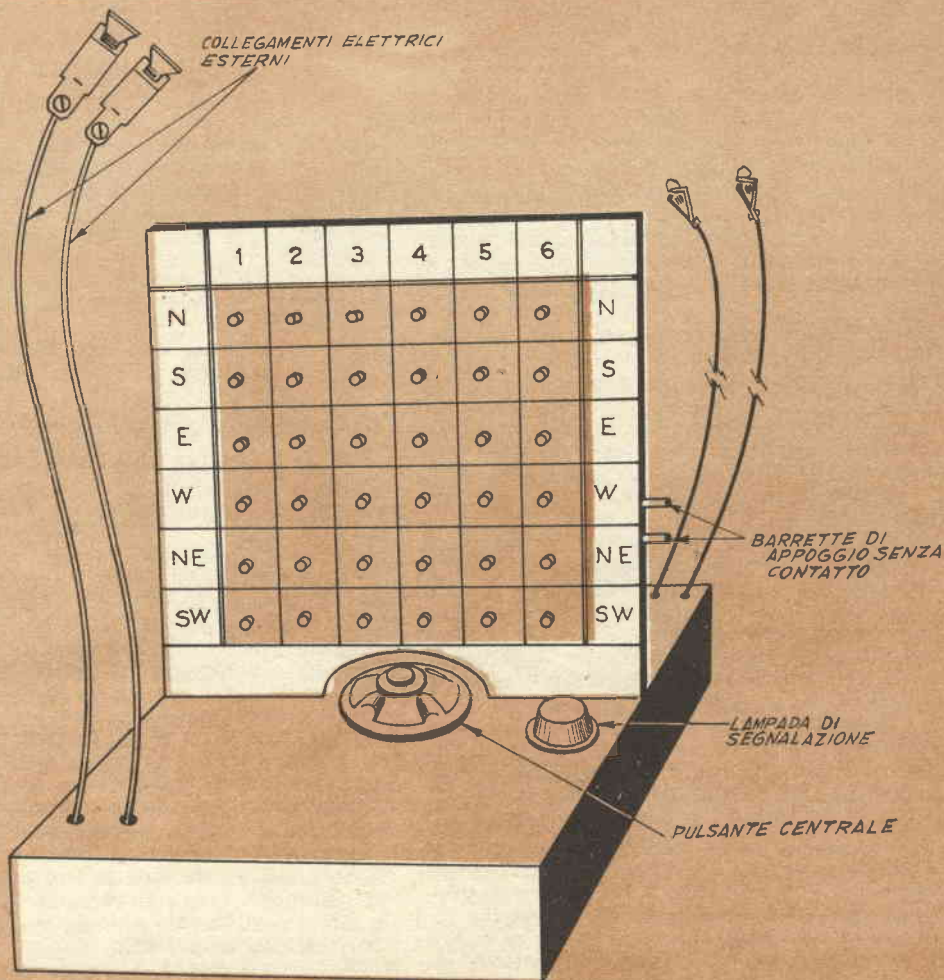 COLLEGAMENTI ELETTRICI
ESTERNI
1 2 3 4 5 6
N N
S S
E E
W W
NE NE
SW SW
BARRETTE DI
APPOGGIO SENZA
CONTATTO
LAMPADA DI
SEGNALAZIONE
PULSANTE CENTRALE